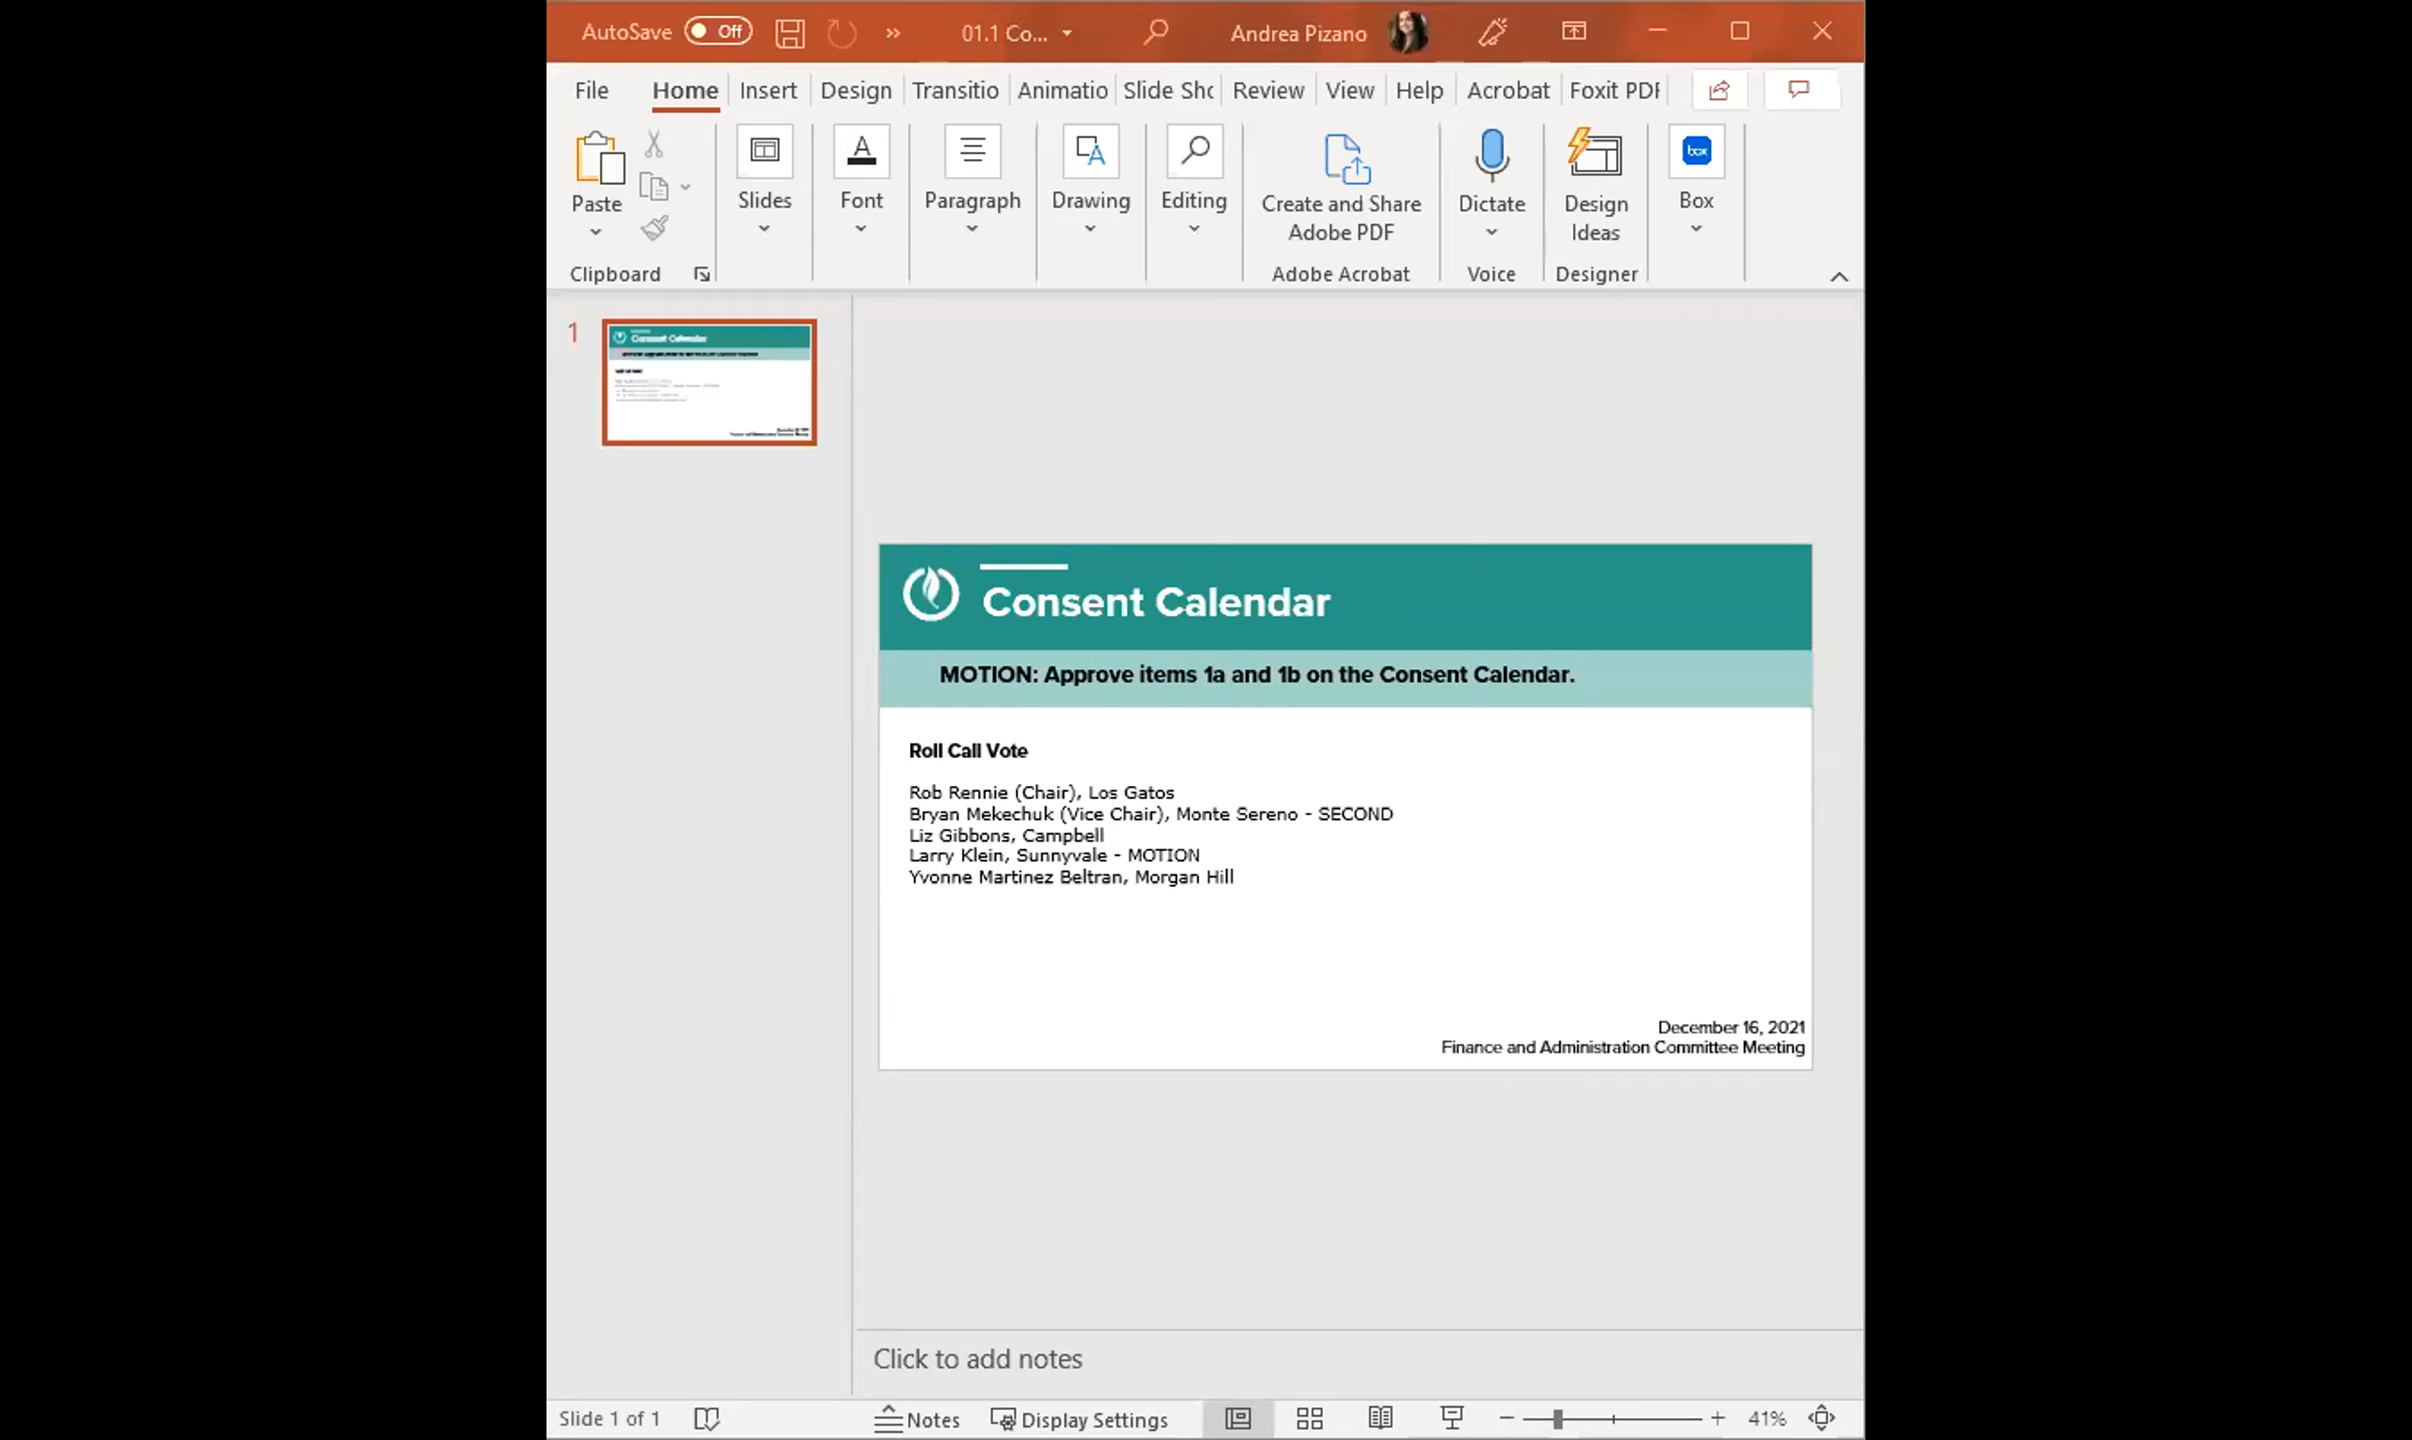 AutoSave Off 01.1 Co... Andrea Pizano
File Home Insert Design Transitio Animatio Slide Shc Review View Help Acrobat Foxit PDF
Paste Slides Font Paragraph Drawing Editing Create and Share Adobe PDF Dictate Design Ideas Box
box
Clipboard Adobe Acrobat Voice Designer
1
Consent Calendar
Consent Calendar
MOTION: Approve items 1a and 1b on the Consent Calendar.
Roll Call Vote
Rob Rennie (Chair), Los Gatos
Bryan Mekechuk (Vice Chair), Monte Sereno - SECOND
Liz Gibbons, Campbell
Larry Klein, Sunnyvale - MOTION
Yvonne Martinez Beltran, Morgan Hill
December 16, 2021
Finance and Administration Committee Meeting
Click to add notes
Slide 1 of 1 Notes Display Settings 41%